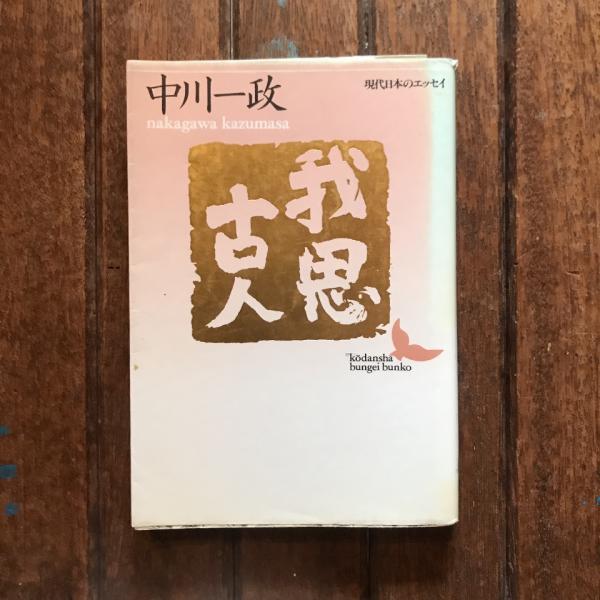 中川一政
nakagawa kazumasa
現代日本のエッセイ
我思
古人
kōdansha
bungei bunko